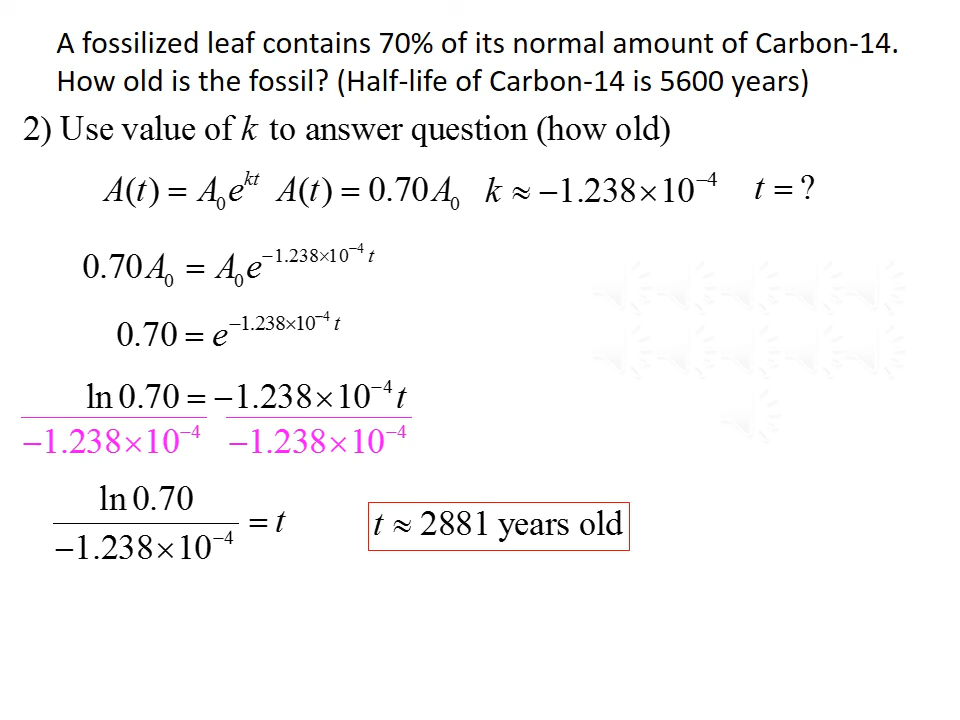 A fossilized leaf contains 70% of its normal amount of Carbon-14.
How old is the fossil? (Half-life of Carbon-14 is 5600 years)
2) Use value of k to answer question (how old)
A(t) = A₀e^{kt} A(t) = 0.70A₀ k ≈ −1.238×10⁻⁴ t = ?
0.70A₀ = A₀e^{−1.238×10⁻⁴ t}
0.70 = e^{−1.238×10⁻⁴ t}
ln 0.70 = −1.238×10⁻⁴ t
−1.238×10⁻⁴ −1.238×10⁻⁴
ln 0.70
−1.238×10⁻⁴ = t
t ≈ 2881 years old